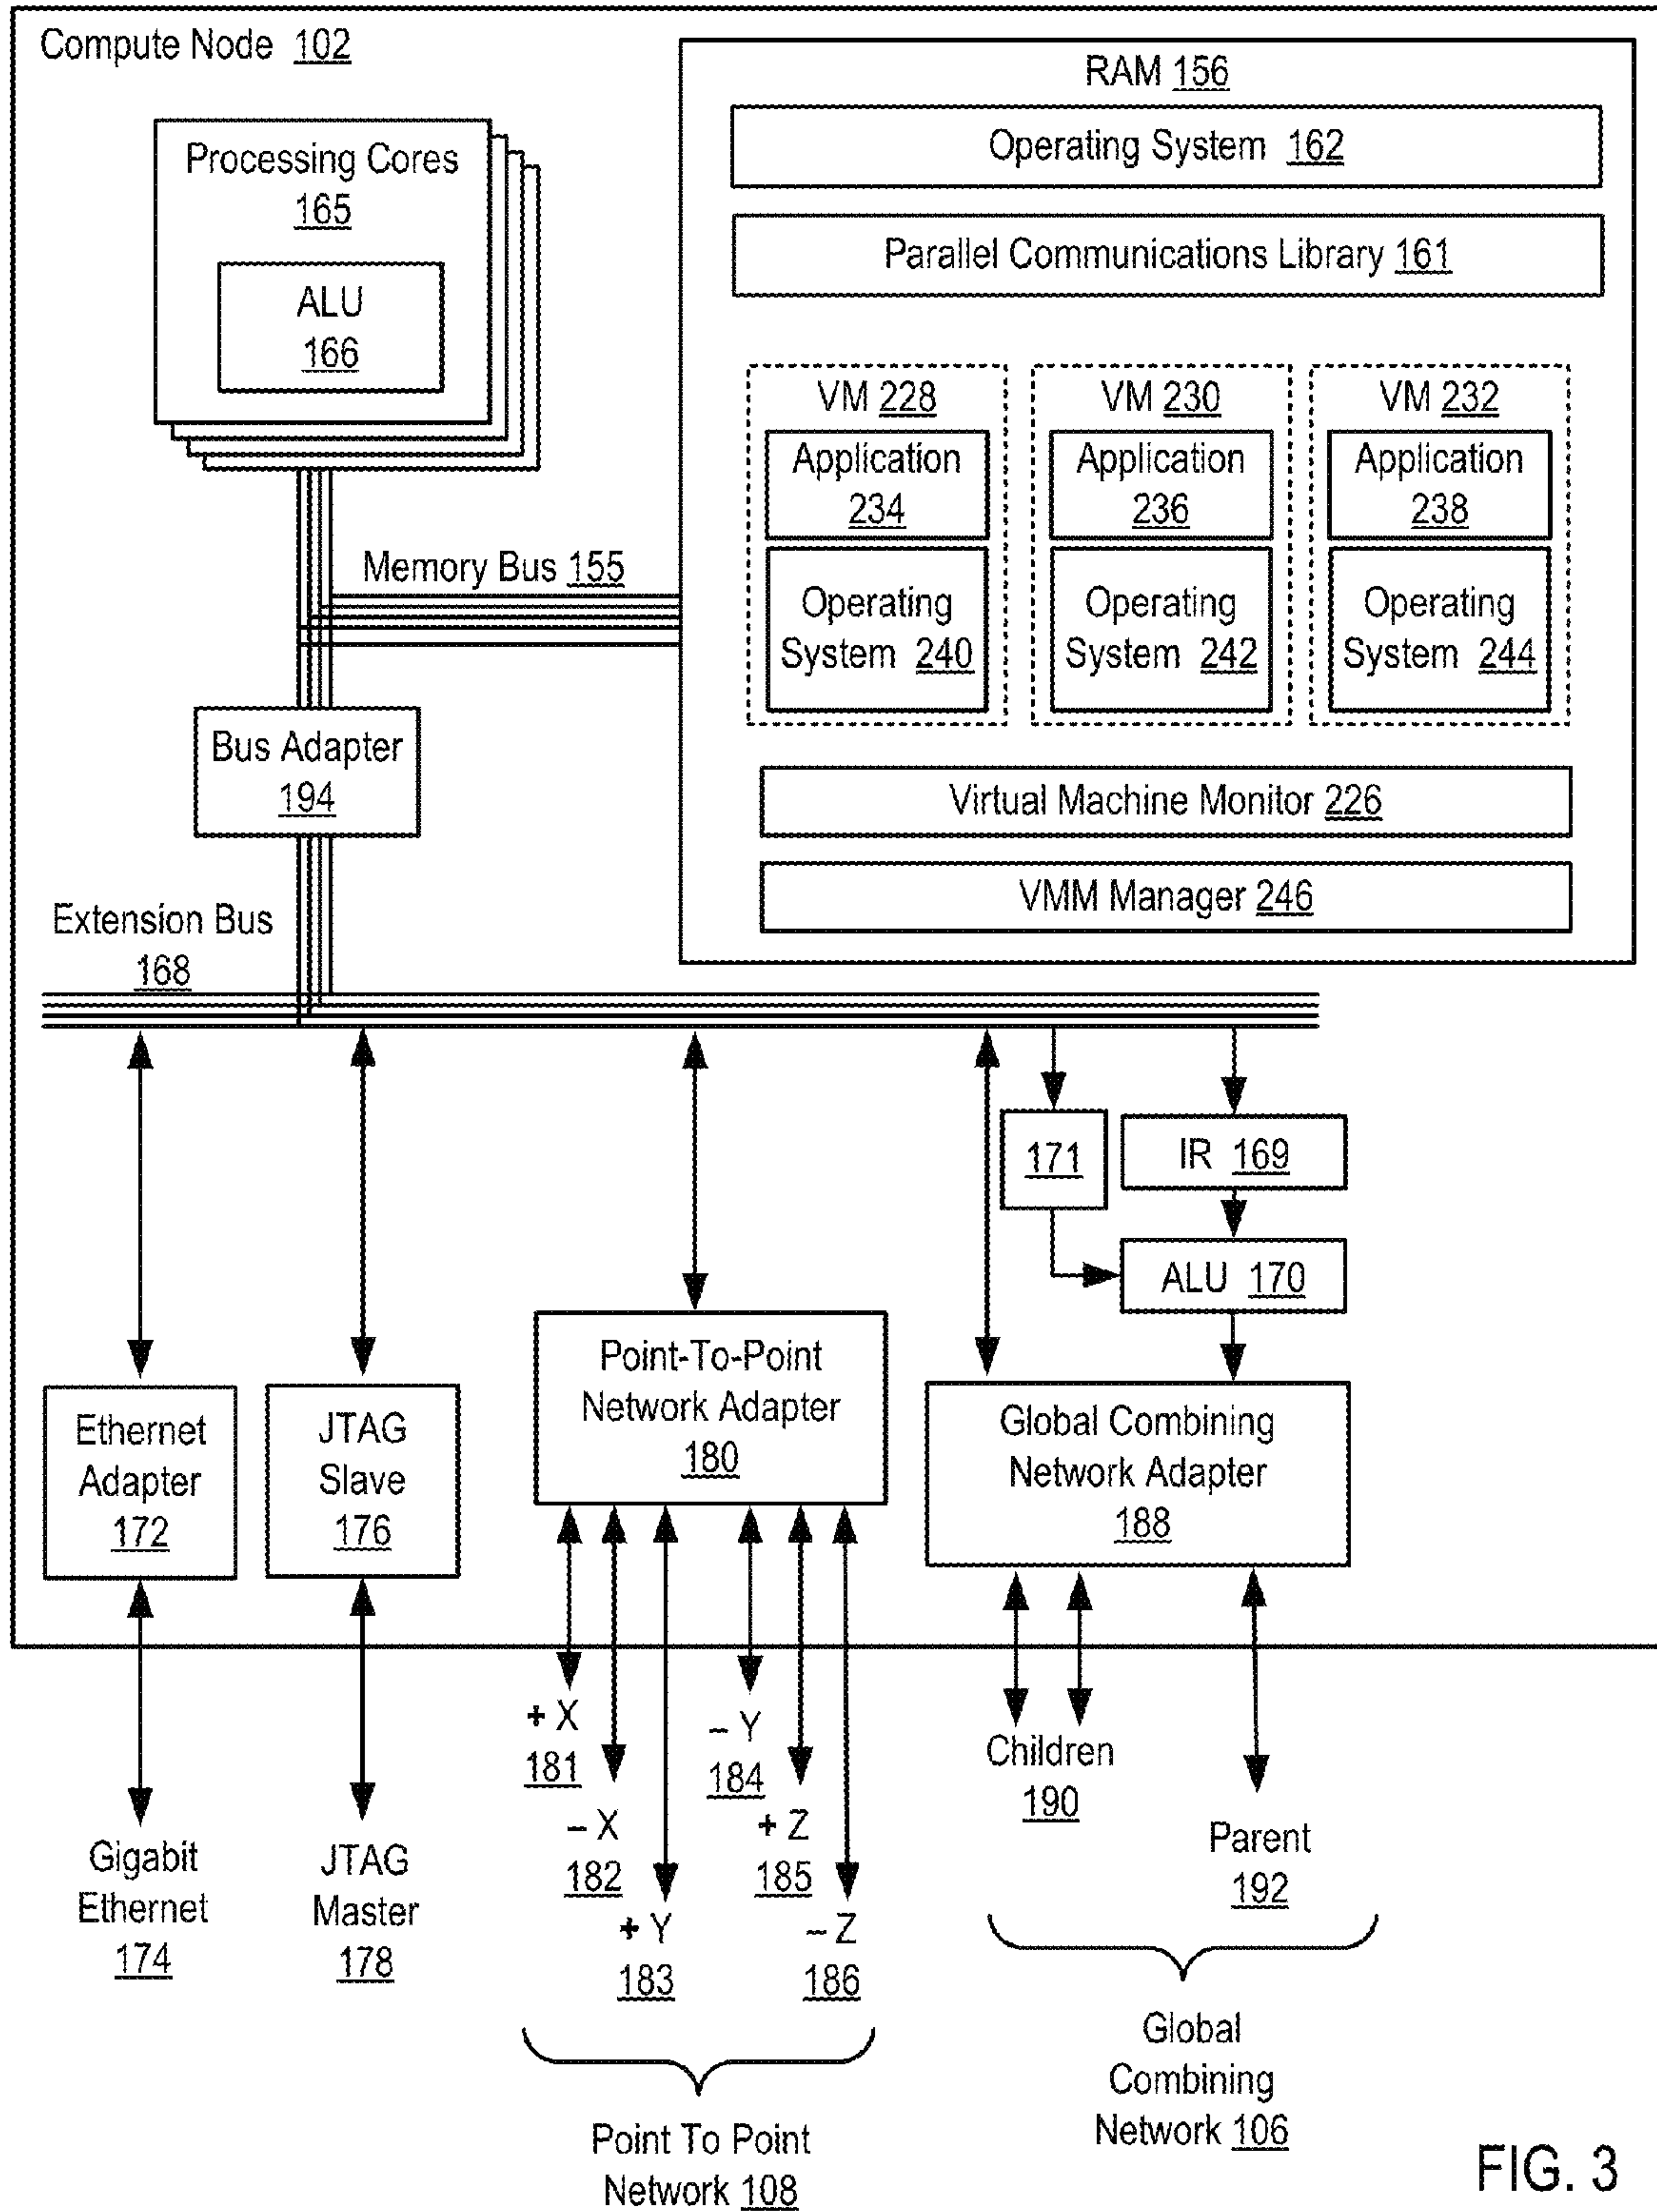 Compute Node 102
Processing Cores
165
ALU
166
RAM 156
Operating System 162
Parallel Communications Library 161
VM 228
Application
234
Operating
System 240
VM 230
Application
236
Operating
System 242
VM 232
Application
238
Operating
System 244
Virtual Machine Monitor 226
VMM Manager 246
Memory Bus 155
Bus Adapter
194
Extension Bus
168
171
IR 169
ALU 170
Ethernet
Adapter
172
JTAG
Slave
176
Point-To-Point
Network Adapter
180
Global Combining
Network Adapter
188
Gigabit
Ethernet
174
JTAG
Master
178
+ X
181
– X
182
+ Y
183
– Y
184
+ Z
185
– Z
186
Children
190
Parent
192
Point To Point
Network 108
Global
Combining
Network 106
FIG. 3